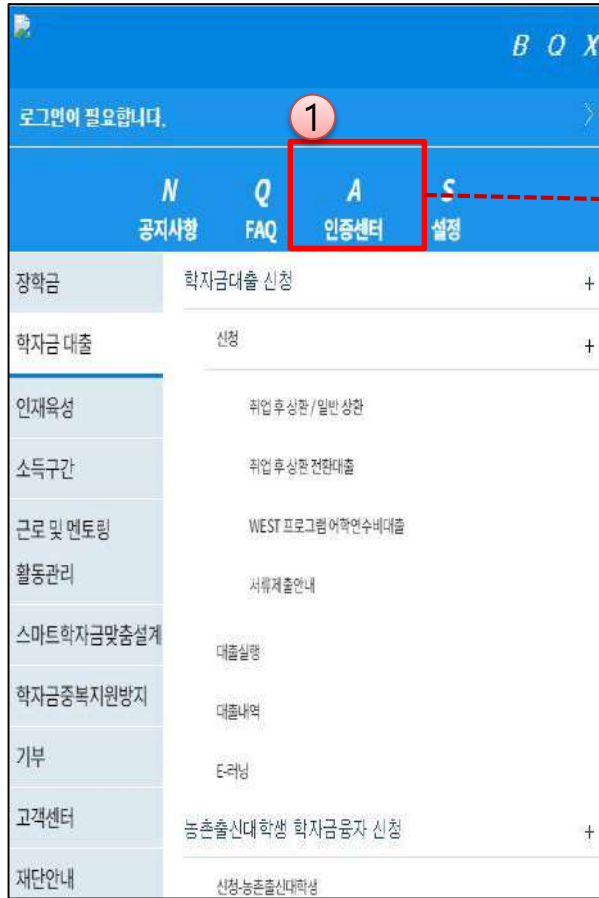 B Q X
로그인이 필요합니다.
1
N Q A S
공지사항 FAQ 인증센터 설정
장학금
학자금 대출
인재육성
소득구간
근로 및 멘토링
활동관리
스마트학자금맞춤설계
학자금중복지원방지
기부
고객센터
재단안내
학자금대출 신청 +
신청 +
취업 후 상환 / 일반 상환
취업 후 상환 전환대출
WEST 프로그램 어학연수비대출
서류제출안내
대출실행
대출내역
E-러닝
농촌출신대학생 학자금융자 신청 +
신청-농촌출신대학생